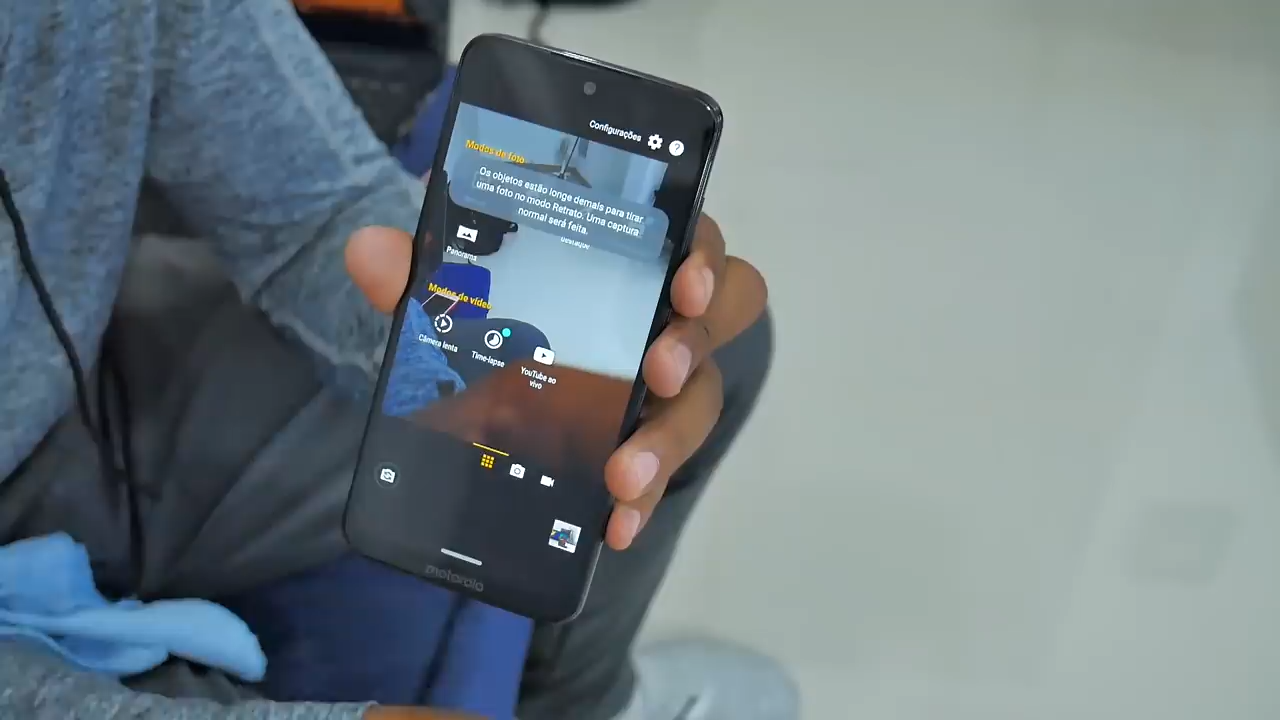 Configurações
Modos de foto
Os objetos estão longe demais para tirar
uma foto no modo Retrato. Uma captura
normal será feita.
destaque
Panorama
Modos de vídeo
Câmera lenta
Time-lapse
YouTube ao
vivo
motorola